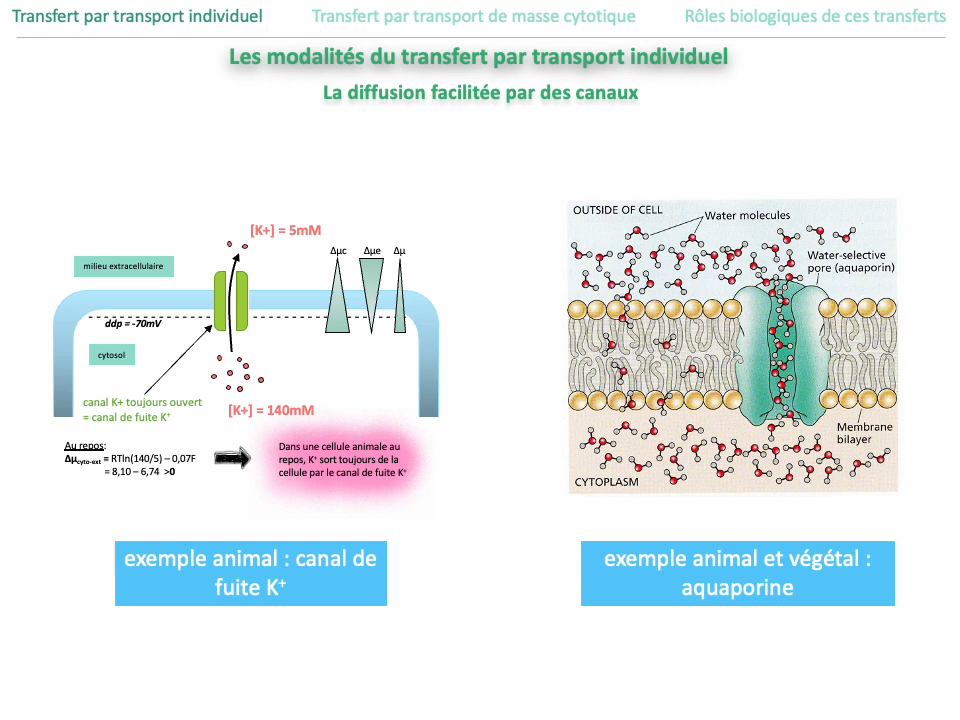 Transfert par transport individuel Transfert par transport de masse cytotique Rôles biologiques de ces transferts
Les modalités du transfert par transport individuel
La diffusion facilitée par des canaux
[K+] = 5mM
Δμc Δμe Δμ
milieu extracellulaire
ddp = -70mV
cytosol
canal K+ toujours ouvert
= canal de fuite K⁺
[K+] = 140mM
Au repos:
Δμcyto-ext = RTln(140/5) – 0,07F
= 8,10 – 6,74 >0
Dans une cellule animale au
repos, K⁺ sort toujours de la
cellule par le canal de fuite K⁺
OUTSIDE OF CELL
Water molecules
Water-selective
pore (aquaporin)
Membrane
bilayer
CYTOPLASM
exemple animal : canal de
fuite K⁺
exemple animal et végétal :
aquaporine